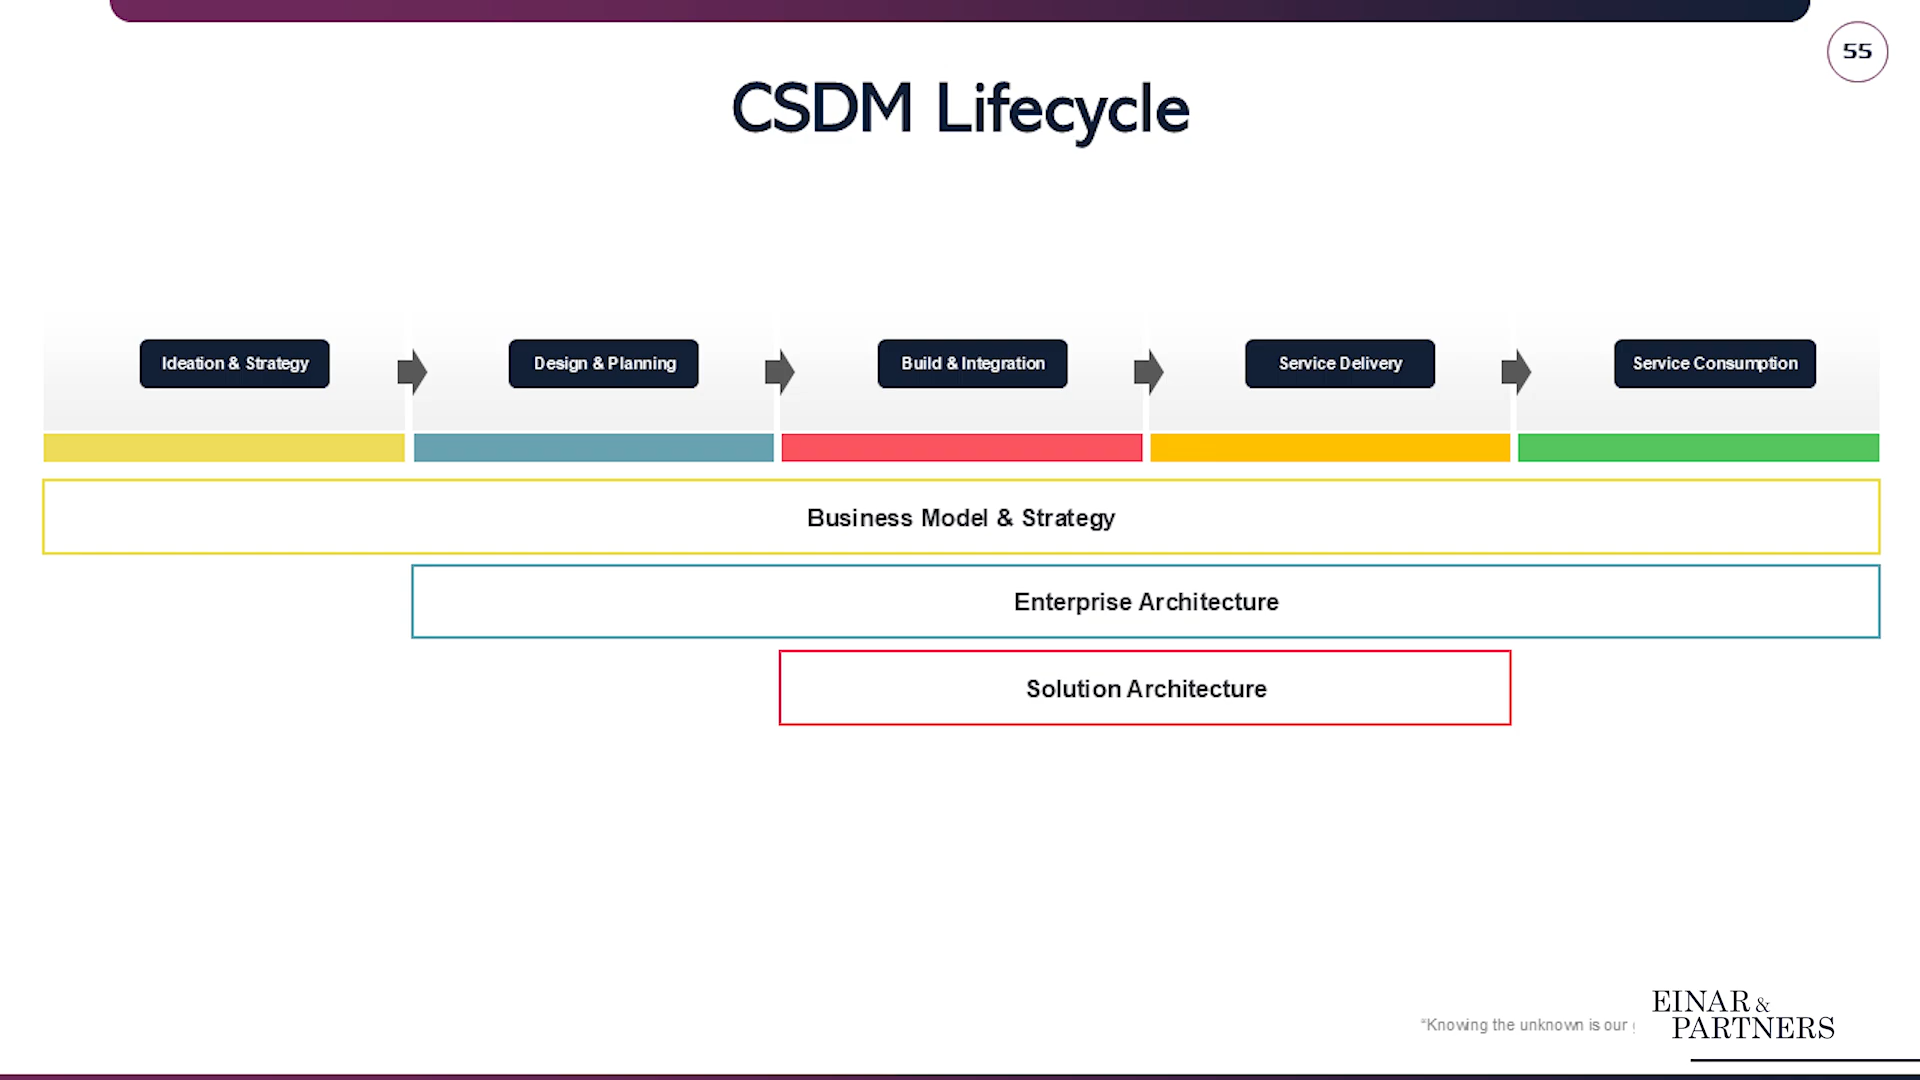 55
CSDM Lifecycle
Ideation & Strategy
Design & Planning
Build & Integration
Service Delivery
Service Consumption
Business Model & Strategy
Enterprise Architecture
Solution Architecture
“Knowing the unknown is our
EINAR &
PARTNERS